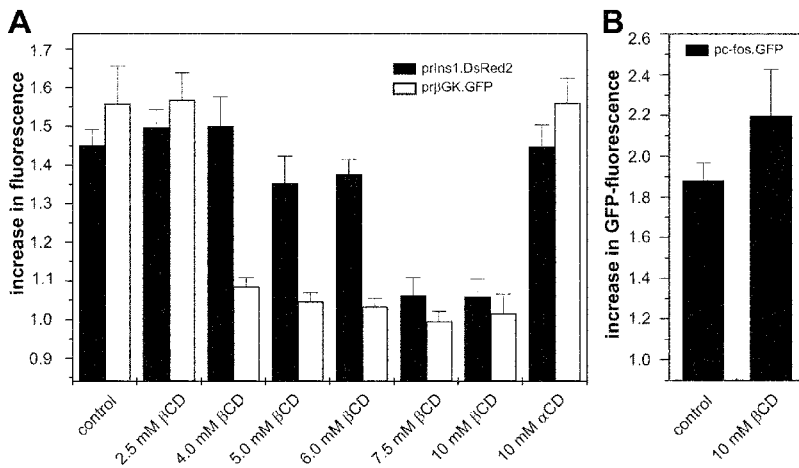 A
increase in fluorescence
1.7
1.6
1.5
1.4
1.3
1.2
1.1
1.0
0.9
prIns1.DsRed2
prβGK.GFP
control
2.5 mM βCD
4.0 mM βCD
5.0 mM βCD
6.0 mM βCD
7.5 mM βCD
10 mM βCD
10 mM αCD
B
increase in GFP-fluorescence
2.6
2.4
2.2
2.0
1.8
1.6
1.4
1.2
1.0
pc-fos.GFP
control
10 mM βCD